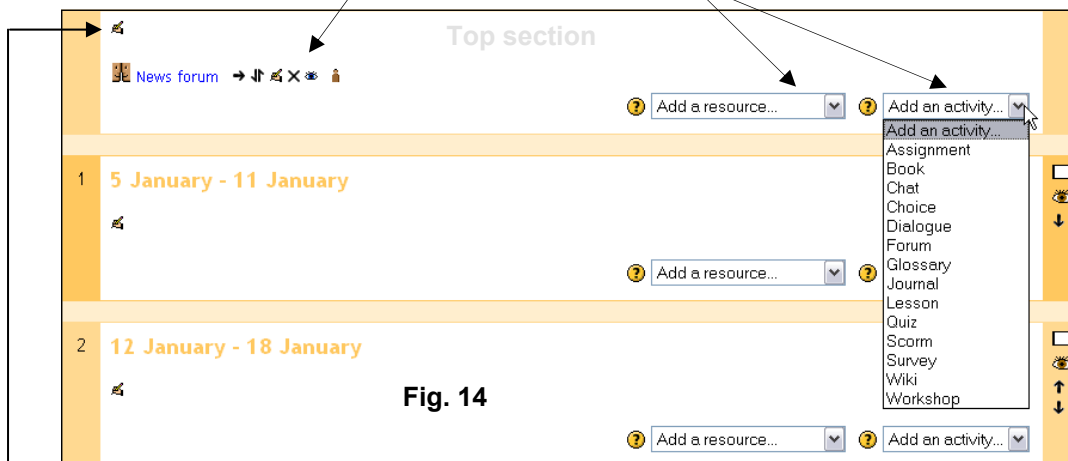 Top section
News forum
Add a resource... Add an activity...
Add an activity...
Assignment
Book
Chat
Choice
Dialogue
Forum
Glossary
Journal
Lesson
Quiz
Scorm
Survey
Wiki
Workshop
1 5 January - 11 January
Add a resource...
2 12 January - 18 January
Fig. 14
Add a resource... Add an activity...